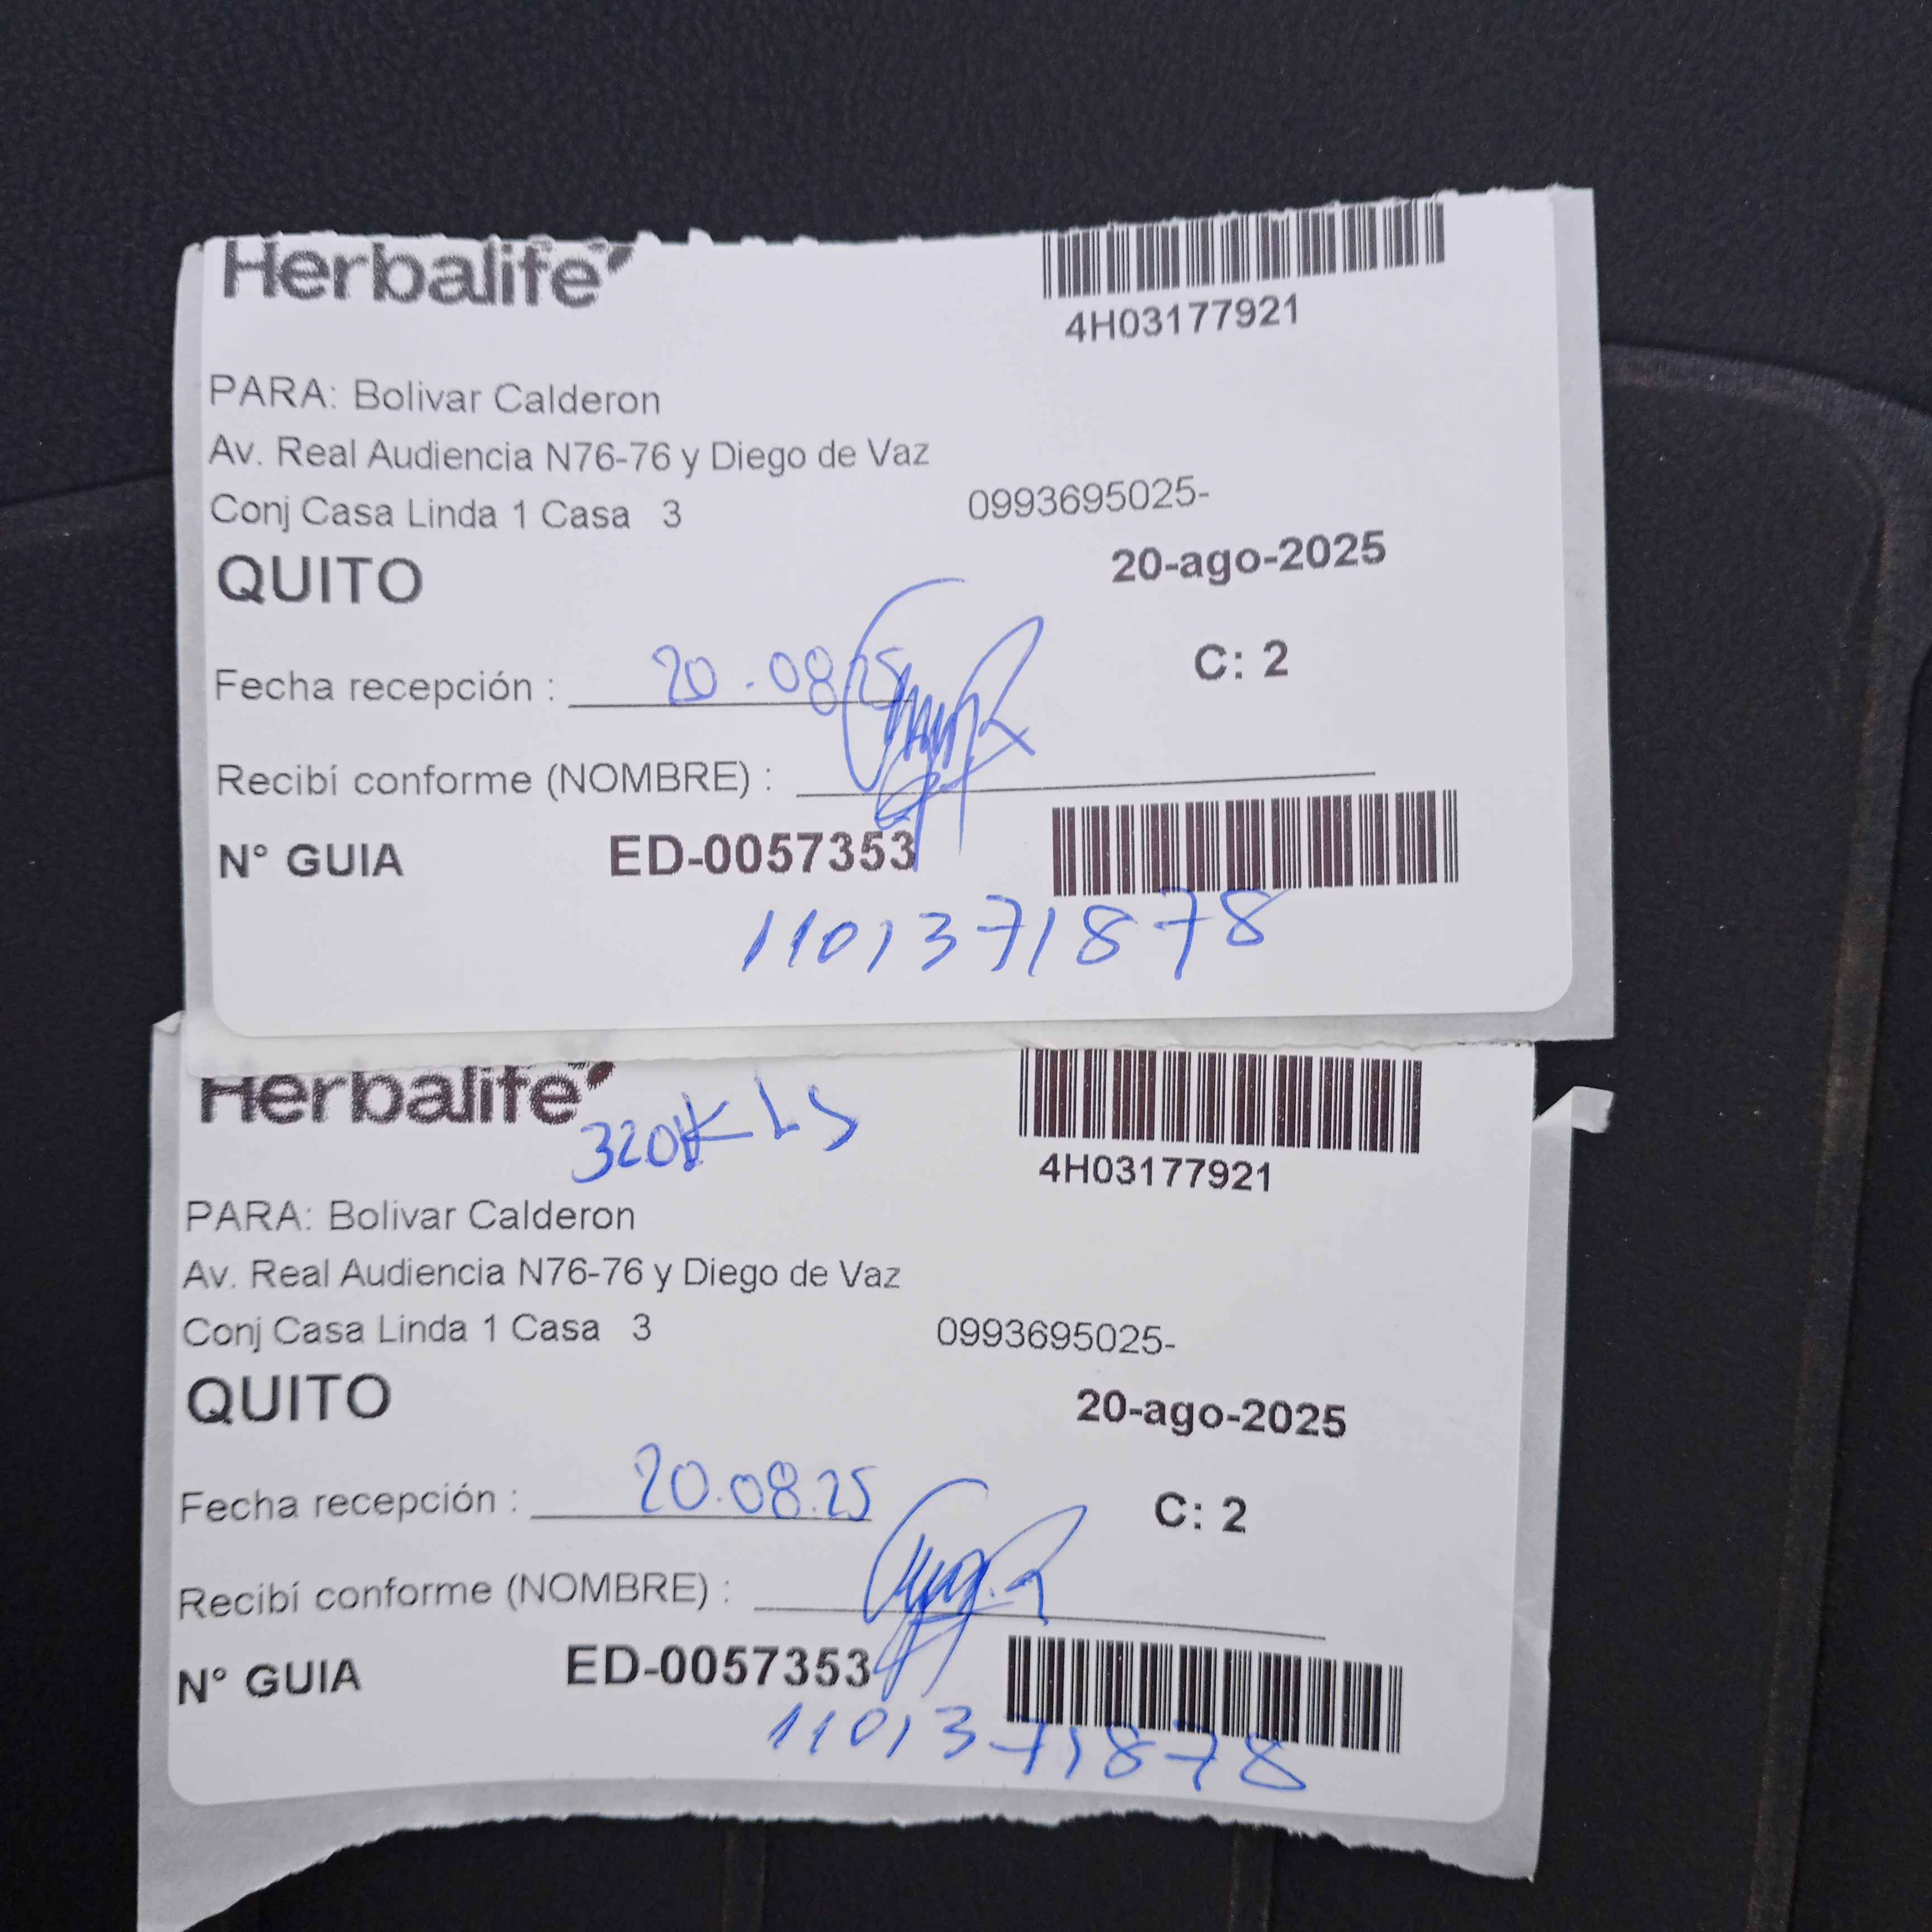 Herbalife
4H03177921
PARA: Bolivar Calderon
Av. Real Audiencia N76-76 y Diego de Vaz
Conj Casa Linda 1 Casa 3 0993695025-
QUITO 20-ago-2025
Fecha recepción : 20.08.25 C: 2
Recibí conforme (NOMBRE) :
N° GUIA ED-0057353
1101371878
Herbalife
320 KLS
4H03177921
PARA: Bolivar Calderon
Av. Real Audiencia N76-76 y Diego de Vaz
Conj Casa Linda 1 Casa 3 0993695025-
QUITO 20-ago-2025
Fecha recepción : 20.08.25 C: 2
Recibí conforme (NOMBRE) :
N° GUIA ED-0057353
1101371878